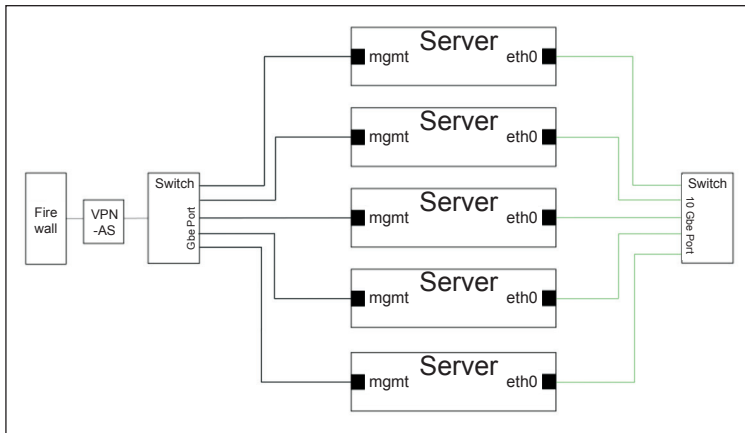 Fire
wall
VPN
-AS
Switch
Gbe Port
Server
mgmt eth0
Server
mgmt eth0
Server
mgmt eth0
Server
mgmt eth0
Server
mgmt eth0
Switch
10 Gbe Port